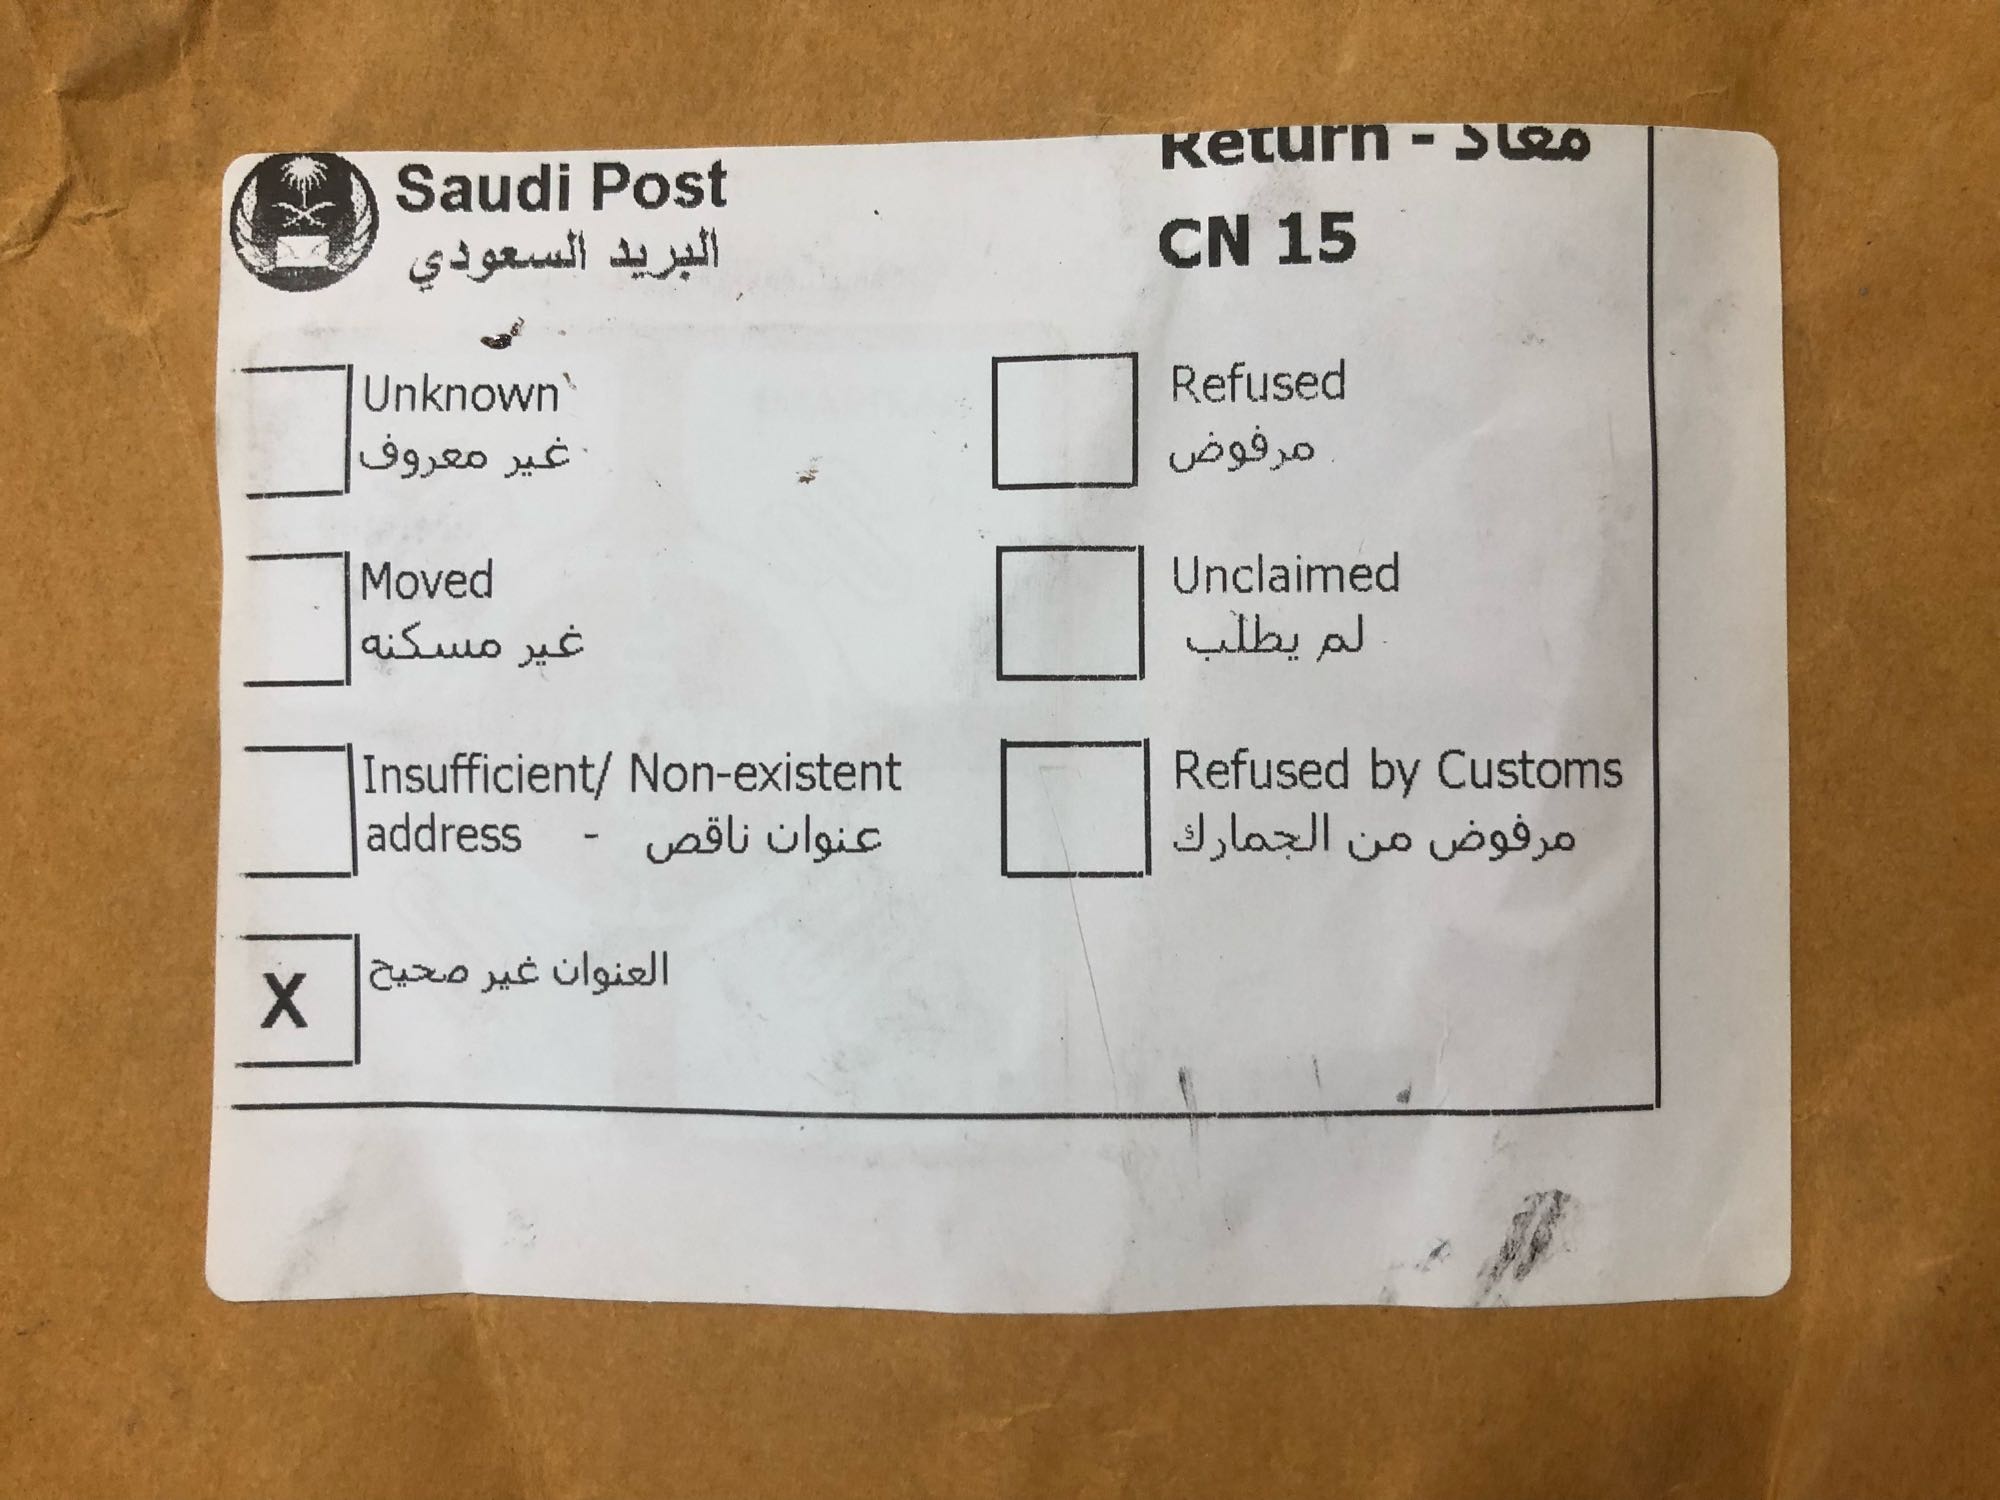 Saudi Post
البريد السعودي
Return - معاد
CN 15
Unknown
غير معروف
Refused
مرفوض
Moved
غير مسكنه
Unclaimed
لم يطلب
Insufficient/ Non-existent
address - عنوان ناقص
Refused by Customs
مرفوض من الجمارك
X
العنوان غير صحيح